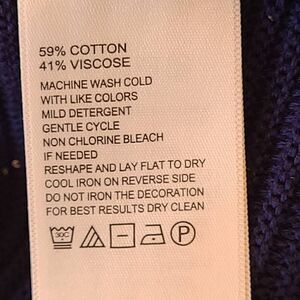 59% COTTON
41% VISCOSE
MACHINE WASH COLD
WITH LIKE COLORS
MILD DETERGENT
GENTLE CYCLE
NON CHLORINE BLEACH
IF NEEDED
RESHAPE AND LAY FLAT TO DRY
COOL IRON ON REVERSE SIDE
DO NOT IRON THE DECORATION
FOR BEST RESULTS DRY CLEAN
30C P